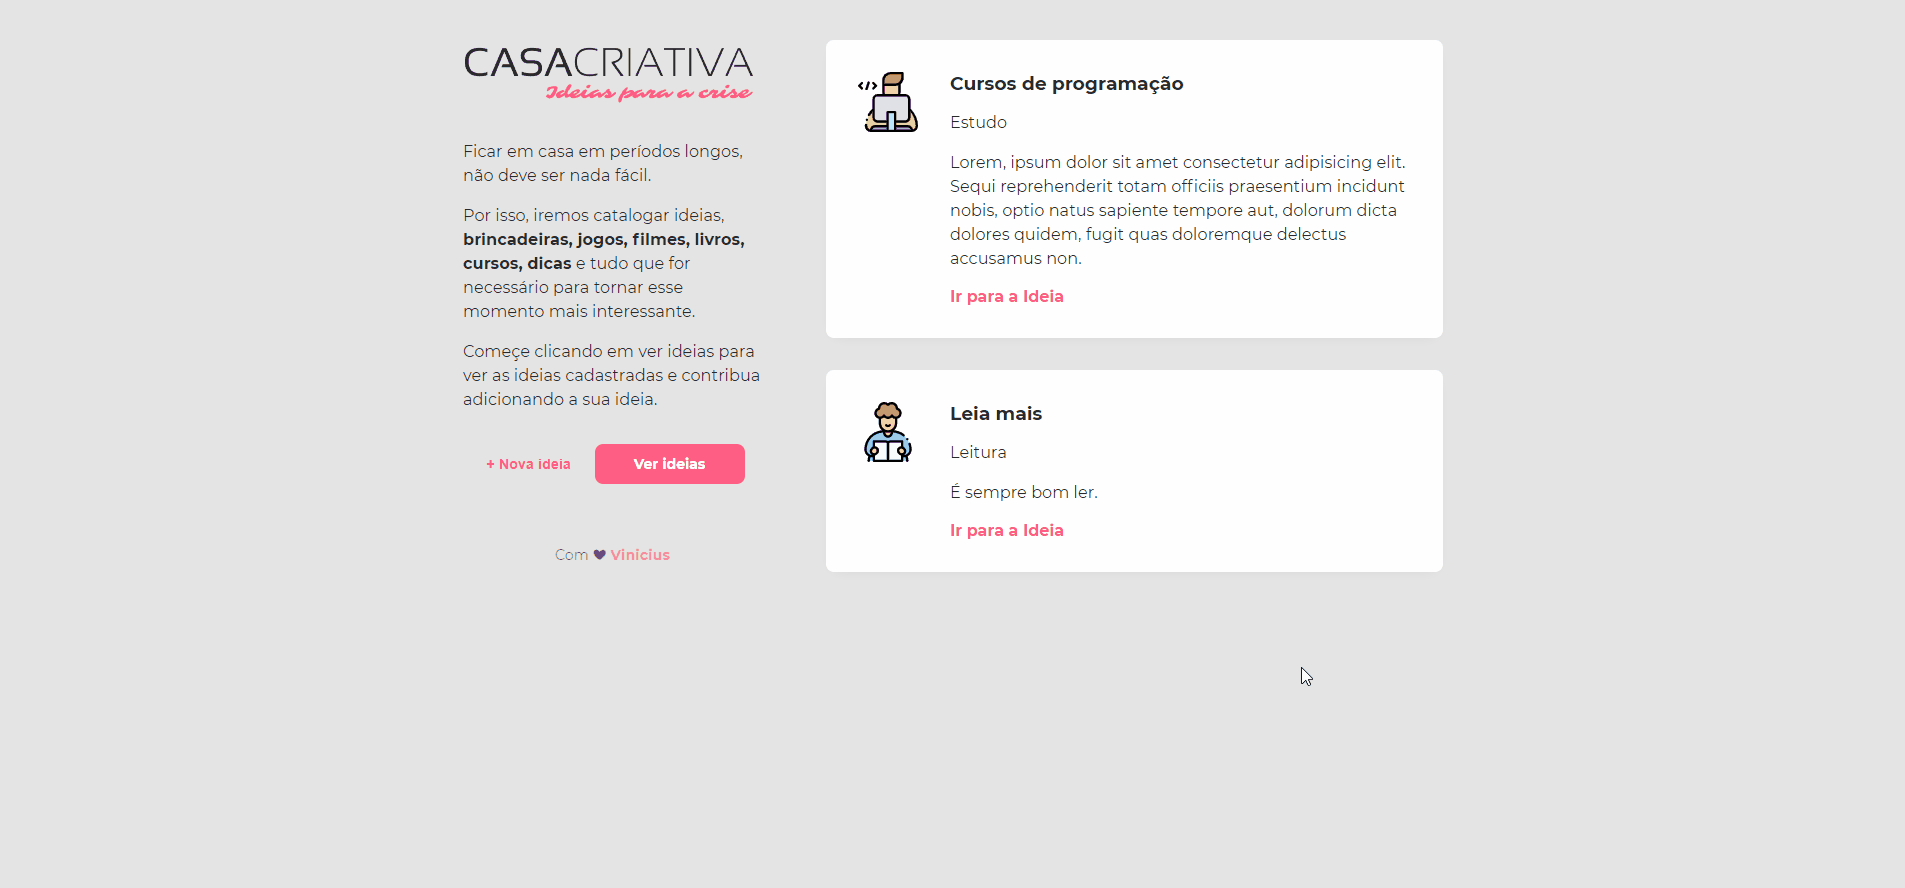 CASACRIATIVA
Ideias para a crise
Ficar em casa em períodos longos,
não deve ser nada fácil.
Por isso, iremos catalogar ideias,
brincadeiras, jogos, filmes, livros,
cursos, dicas e tudo que for
necessário para tornar esse
momento mais interessante.
Começe clicando em ver ideias para
ver as ideias cadastradas e contribua
adicionando a sua ideia.
+ Nova ideia
Ver ideias
Com ♥ Vinicius
Cursos de programação
Estudo
Lorem, ipsum dolor sit amet consectetur adipisicing elit.
Sequi reprehenderit totam officiis praesentium incidunt
nobis, optio natus sapiente tempore aut, dolorum dicta
dolores quidem, fugit quas doloremque delectus
accusamus non.
Ir para a Ideia
Leia mais
Leitura
É sempre bom ler.
Ir para a Ideia